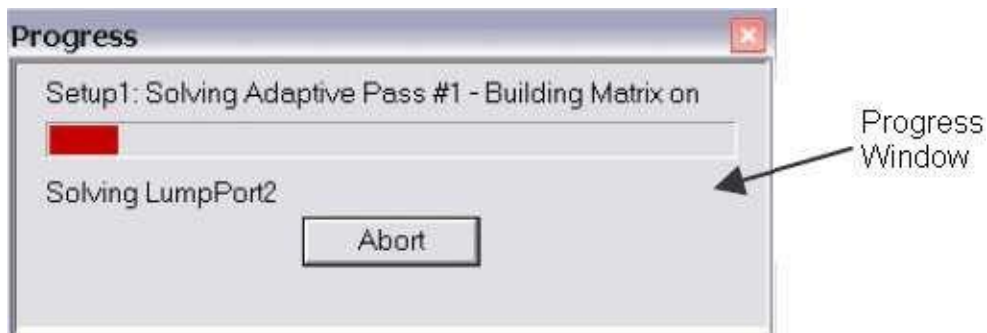 Progress
Setup1: Solving Adaptive Pass #1 - Building Matrix on
Solving LumpPort2
Abort
Progress
Window